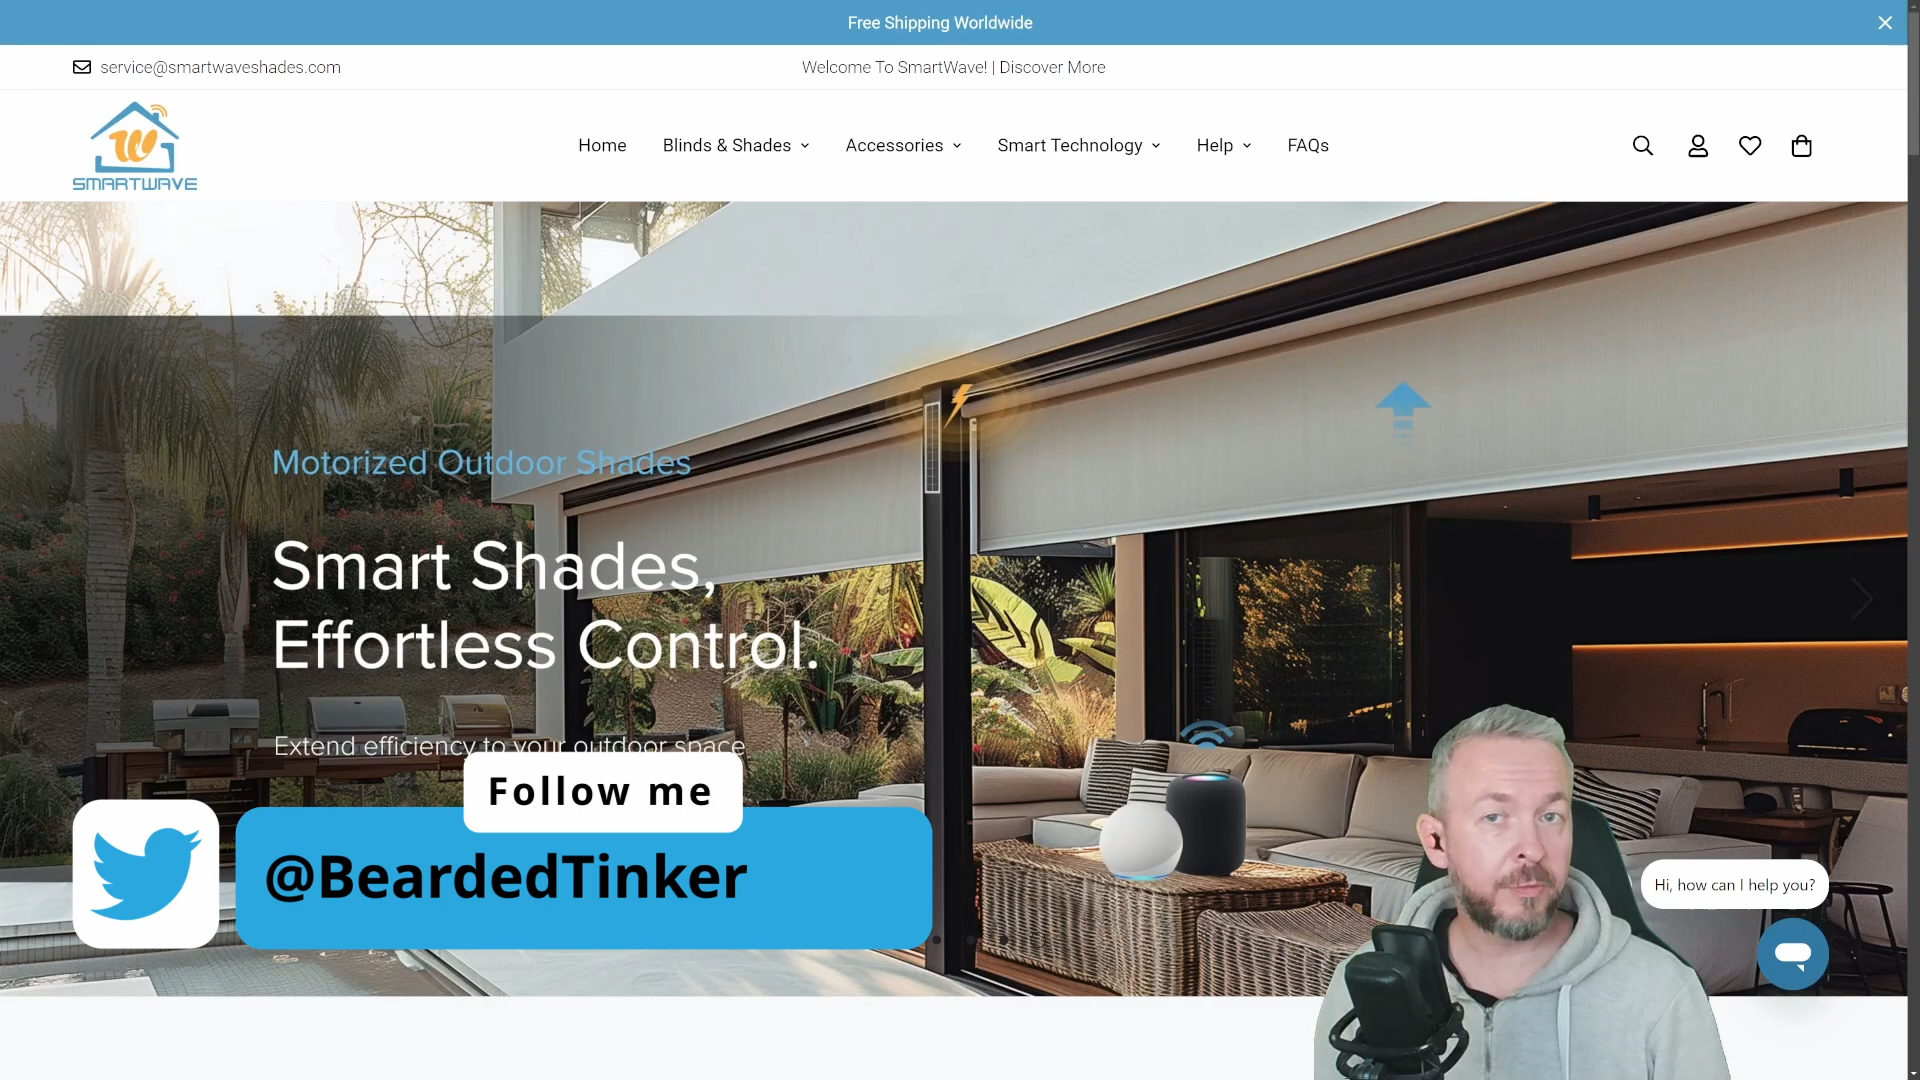 Free Shipping Worldwide
service@smartwaveshades.com
Welcome To SmartWave! | Discover More
SMARTWAVE
Home
Blinds & Shades
Accessories
Smart Technology
Help
FAQs
Motorized Outdoor Shades
Smart Shades,
Effortless Control.
Extend efficiency to your outdoor space
Follow me
@BeardedTinker
Hi, how can I help you?